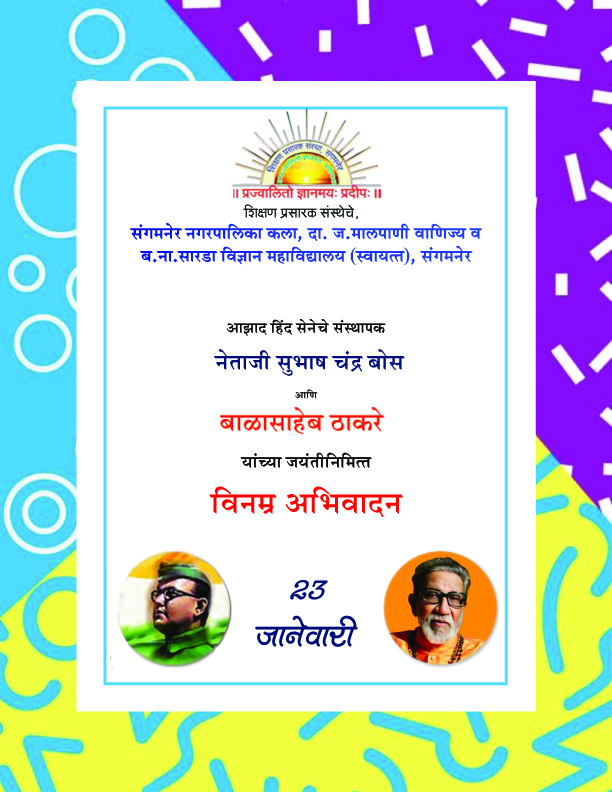 शिक्षण प्रसारक संस्था, संगमनेर
॥ प्रज्वालितो ज्ञानमयः प्रदीपः॥
शिक्षण प्रसारक संस्थेचे,
संगमनेर नगरपालिका कला, दा. ज.मालपाणी वाणिज्य व
ब.ना.सारडा विज्ञान महाविद्यालय (स्वायत्त), संगमनेर
आझाद हिंद सेनेचे संस्थापक
नेताजी सुभाष चंद्र बोस
आणि
बाळासाहेब ठाकरे
यांच्या जयंतीनिमित्त
विनम्र अभिवादन
२३
जानेवारी